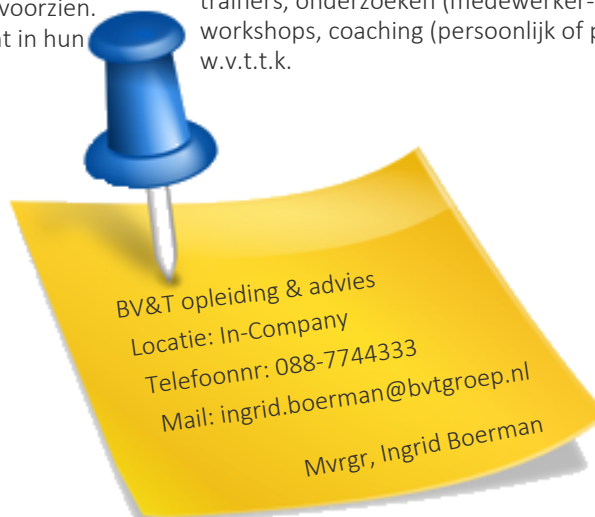 voorzien.
t in hun
trainers, onderzoeken (medewerker-
workshops, coaching (persoonlijk of p
w.v.t.t.k.
BV&T opleiding & advies
Locatie: In-Company
Telefoonnr: 088-7744333
Mail: ingrid.boerman@bvtgroep.nl
Mvrgr, Ingrid Boerman